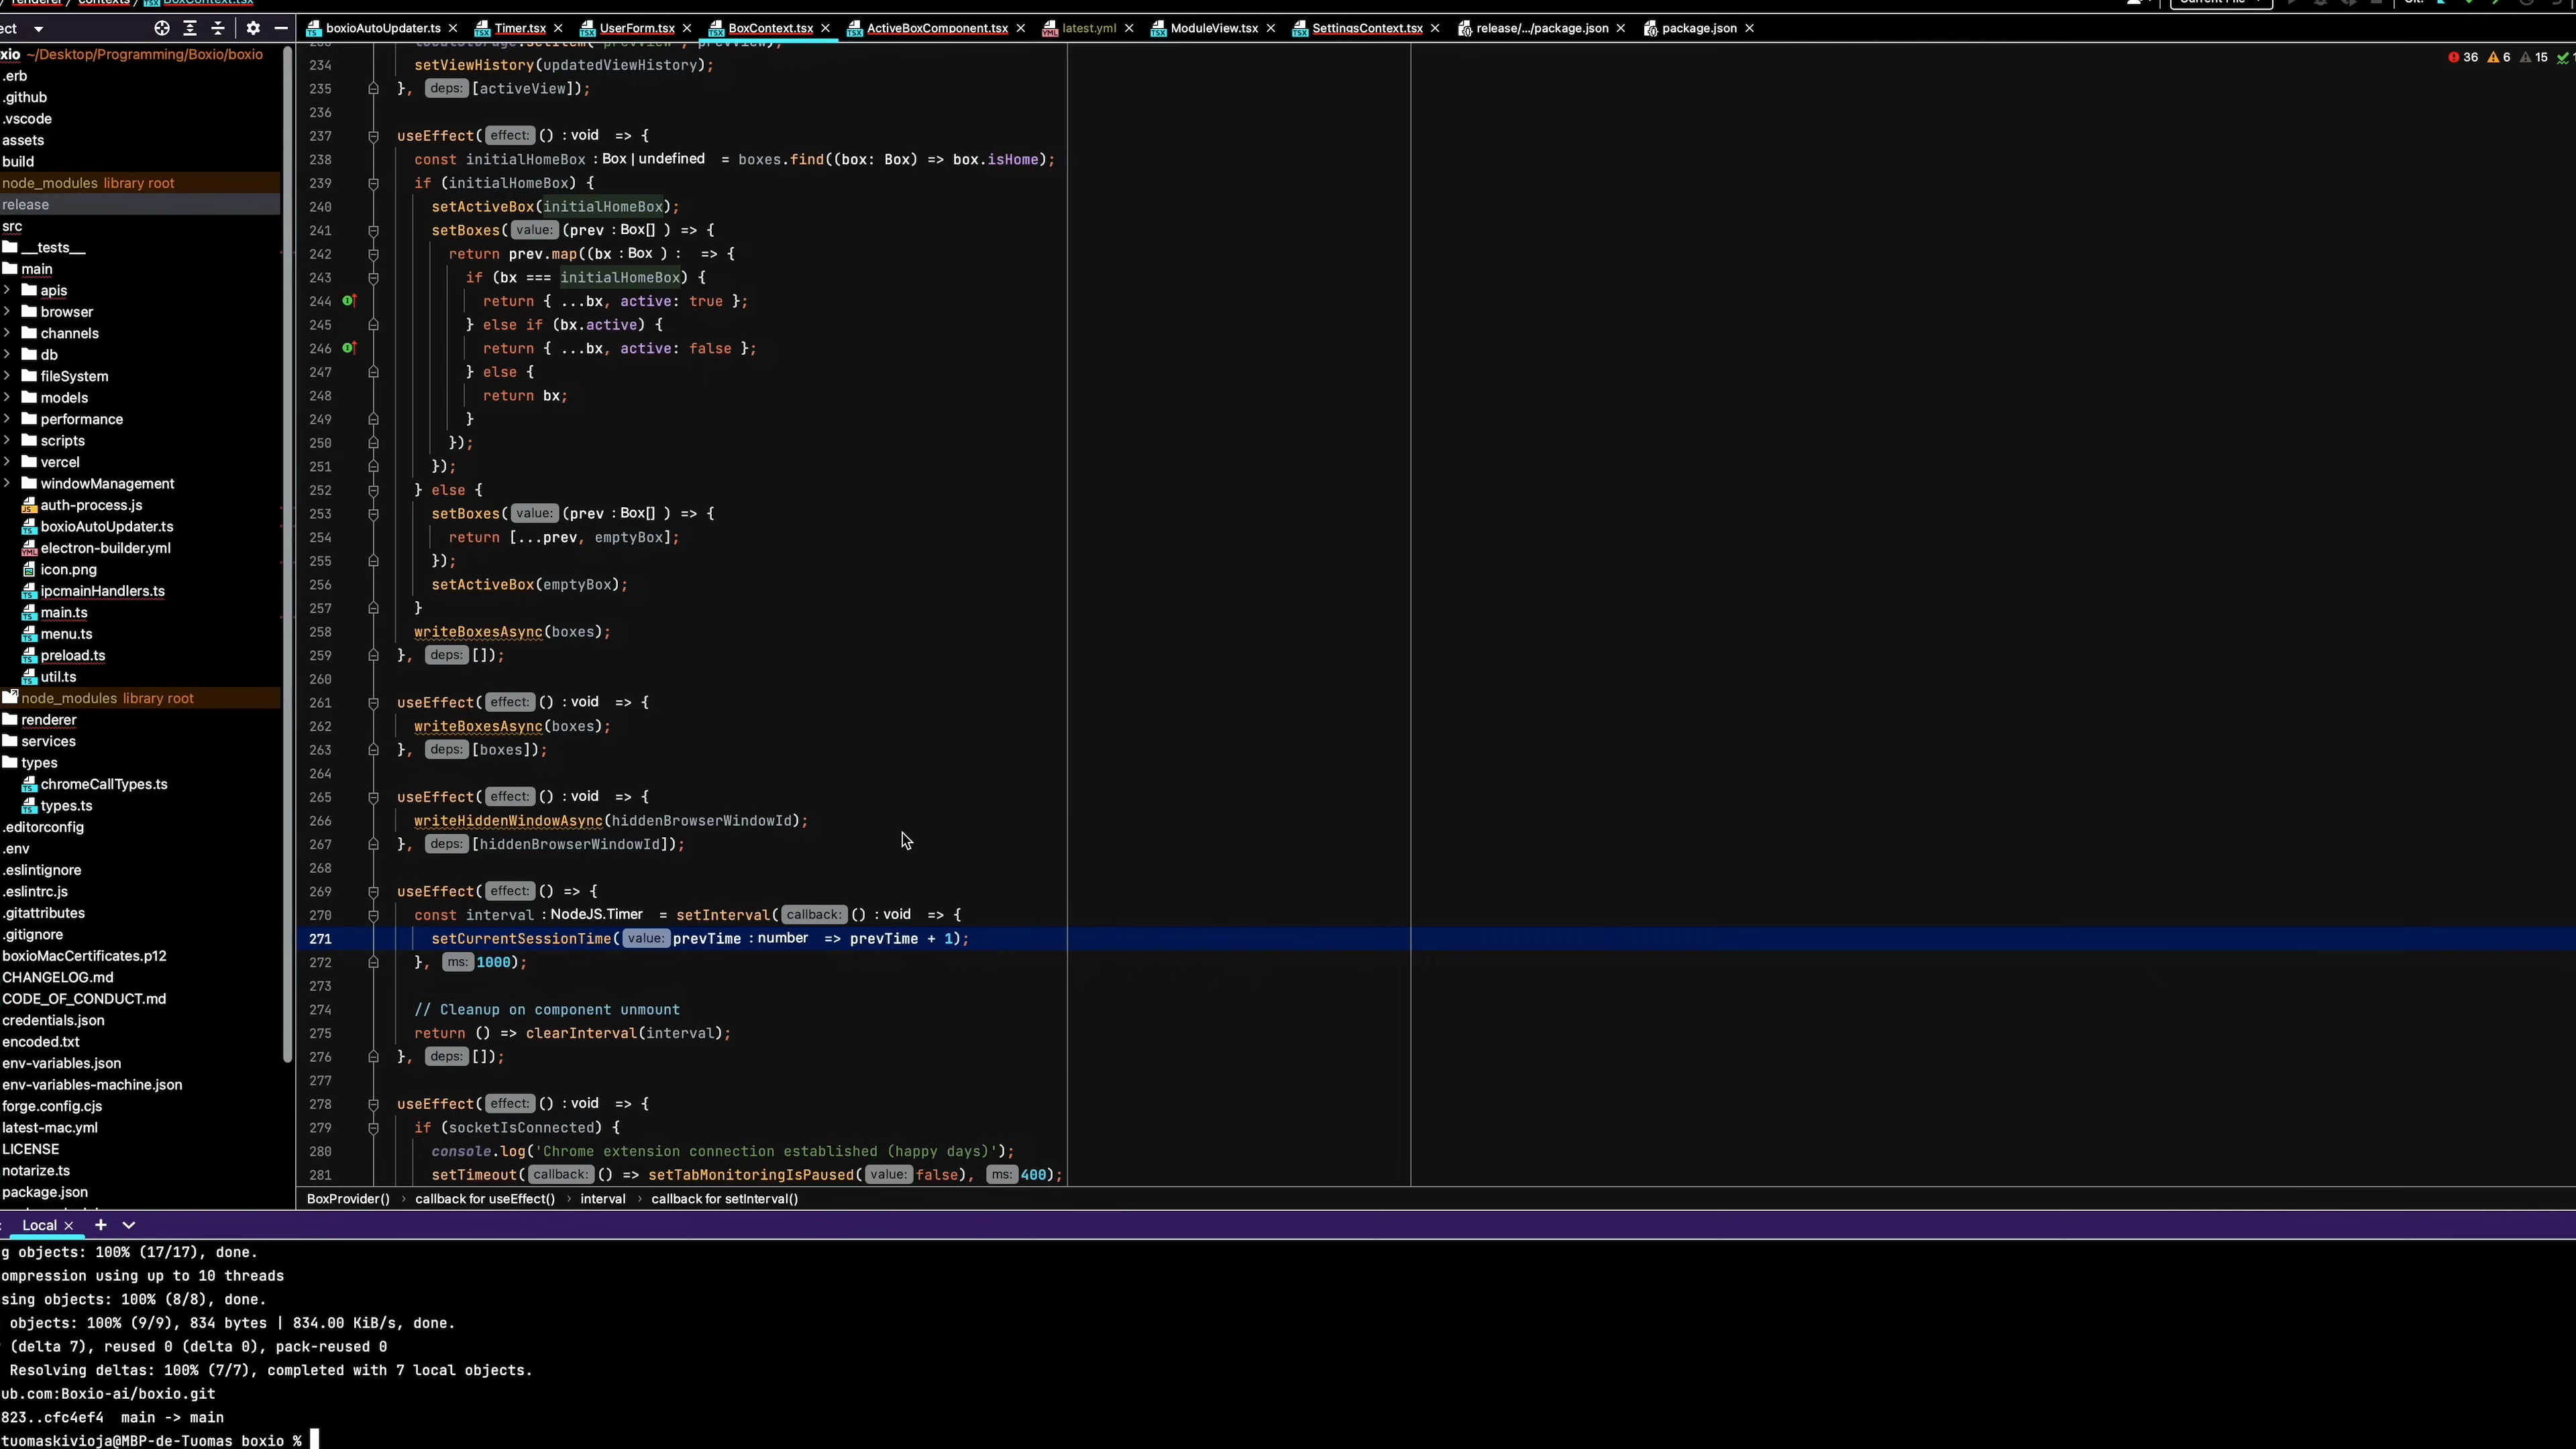 / renderer / contexts / BoxContext.tsx
Current File
Git:
ect
boxioAutoUpdater.ts Timer.tsx UserForm.tsx BoxContext.tsx ActiveBoxComponent.tsx latest.yml ModuleView.tsx SettingsContext.tsx release/.../package.json package.json
36 6 15
oxio ~/Desktop/Programming/Boxio/boxio
.erb
.github
.vscode
assets
build
node_modules library root
release
src
__tests__
main
apis
browser
channels
db
fileSystem
models
performance
scripts
vercel
windowManagement
auth-process.js
boxioAutoUpdater.ts
electron-builder.yml
icon.png
ipcmainHandlers.ts
main.ts
menu.ts
preload.ts
util.ts
node_modules library root
renderer
services
types
chromeCallTypes.ts
types.ts
.editorconfig
.env
.eslintignore
.eslintrc.js
.gitattributes
.gitignore
boxioMacCertificates.p12
CHANGELOG.md
CODE_OF_CONDUCT.md
credentials.json
encoded.txt
env-variables.json
env-variables-machine.json
forge.config.cjs
latest-mac.yml
LICENSE
notarize.ts
package.json
234 setViewHistory(updatedViewHistory);
235 }, deps: [activeView]);
236
237 useEffect( effect: () : void => {
238 const initialHomeBox : Box | undefined = boxes.find((box: Box) => box.isHome);
239 if (initialHomeBox) {
240 setActiveBox(initialHomeBox);
241 setBoxes( value: (prev : Box[] ) => {
242 return prev.map((bx : Box ) : => {
243 if (bx === initialHomeBox) {
244 return { ...bx, active: true };
245 } else if (bx.active) {
246 return { ...bx, active: false };
247 } else {
248 return bx;
249 }
250 });
251 });
252 } else {
253 setBoxes( value: (prev : Box[] ) => {
254 return [...prev, emptyBox];
255 });
256 setActiveBox(emptyBox);
257 }
258 writeBoxesAsync(boxes);
259 }, deps: []);
260
261 useEffect( effect: () : void => {
262 writeBoxesAsync(boxes);
263 }, deps: [boxes]);
264
265 useEffect( effect: () : void => {
266 writeHiddenWindowAsync(hiddenBrowserWindowId);
267 }, deps: [hiddenBrowserWindowId]);
268
269 useEffect( effect: () => {
270 const interval : NodeJS.Timer = setInterval( callback: () : void => {
271 setCurrentSessionTime( value: prevTime : number => prevTime + 1);
272 }, ms: 1000);
273
274 // Cleanup on component unmount
275 return () => clearInterval(interval);
276 }, deps: []);
277
278 useEffect( effect: () : void => {
279 if (socketIsConnected) {
280 console.log('Chrome extension connection established (happy days)');
281 setTimeout( callback: () => setTabMonitoringIsPaused( value: false), ms: 400);
BoxProvider() › callback for useEffect() › interval › callback for setInterval()
Local
g objects: 100% (17/17), done.
ompression using up to 10 threads
sing objects: 100% (8/8), done.
objects: 100% (9/9), 834 bytes | 834.00 KiB/s, done.
(delta 7), reused 0 (delta 0), pack-reused 0
Resolving deltas: 100% (7/7), completed with 7 local objects.
ub.com:Boxio-ai/boxio.git
823..cfc4ef4 main -> main
tuomaskivioja@MBP-de-Tuomas boxio %